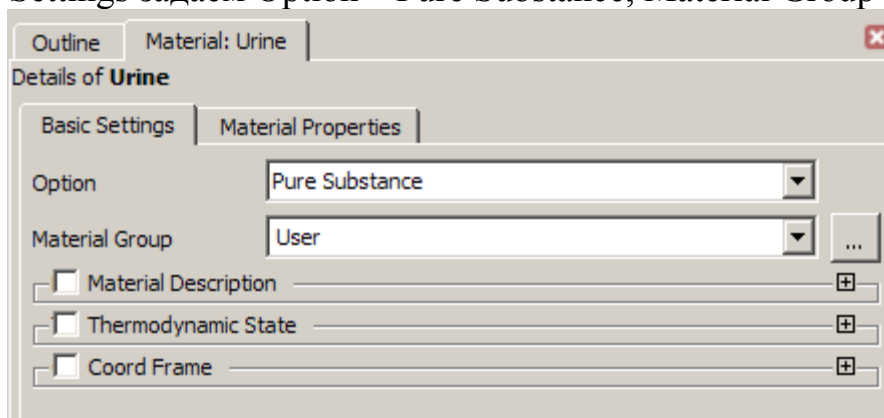 Settings задаем Option – Pure Substance, Material Group
Outline Material: Urine
Details of Urine
Basic Settings Material Properties
Option Pure Substance
Material Group User ...
Material Description
Thermodynamic State
Coord Frame